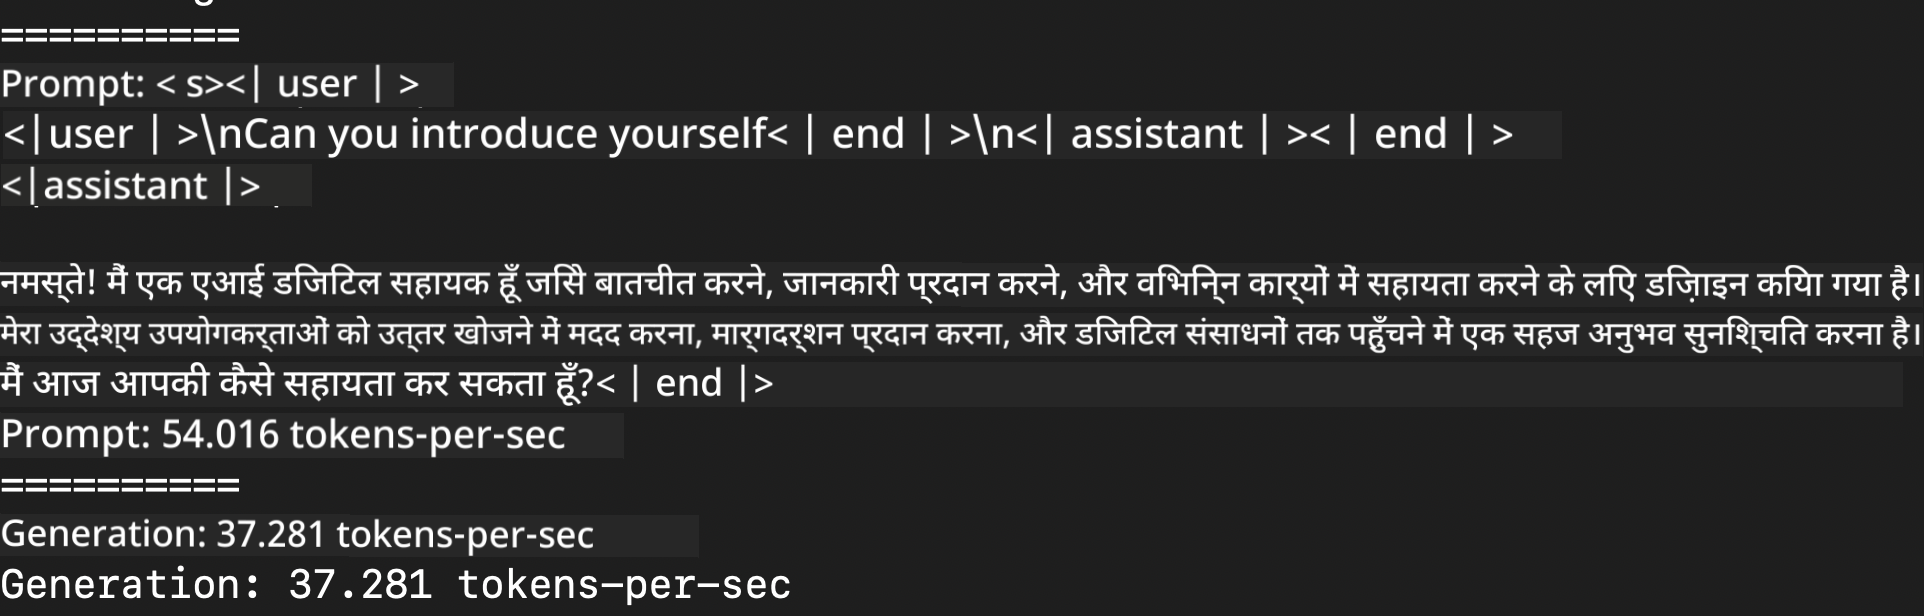 ==========
Prompt: < s><| user | >
<|user | >\nCan you introduce yourself< | end | >\n<| assistant | >< | end | >
<|assistant |>
नमस्ते! मैं एक एआई डिजिटल सहायक हूँ जिसे बातचीत करने, जानकारी प्रदान करने, और विभिन्न कार्यों में सहायता करने के लिए डिज़ाइन किया गया है।
मेरा उद्देश्य उपयोगकर्ताओं को उत्तर खोजने में मदद करना, मार्गदर्शन प्रदान करना, और डिजिटल संसाधनों तक पहुँचने में एक सहज अनुभव सुनिश्चित करना है।
मैं आज आपकी कैसे सहायता कर सकता हूँ?< | end |>
Prompt: 54.016 tokens-per-sec
==========
Generation: 37.281 tokens-per-sec
Generation: 37.281 tokens-per-sec